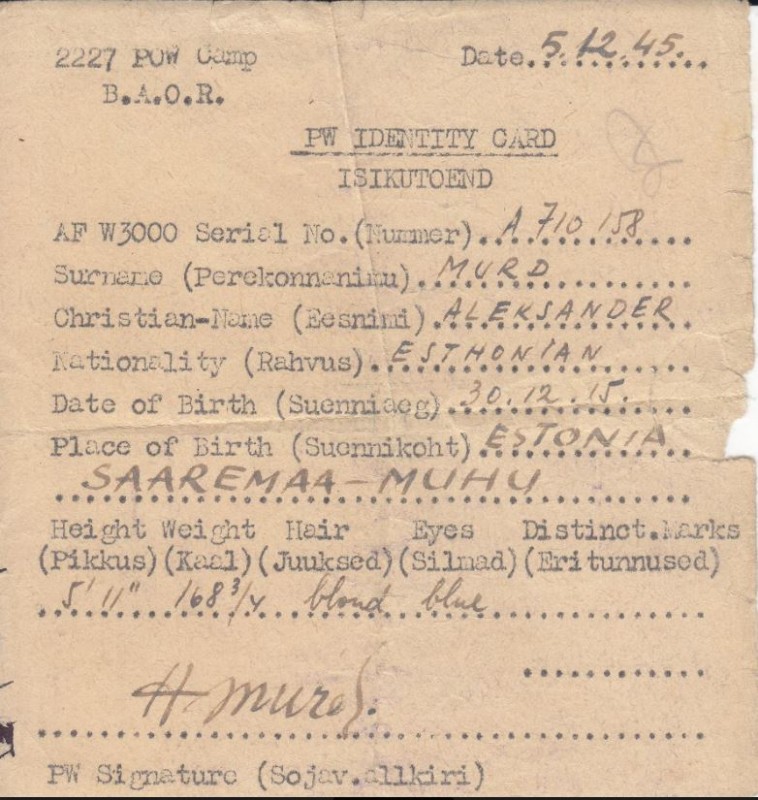 2227 POW Camp
Date.5.12.45.
B.A.O.R.
PW IDENTITY CARD
ISIKUTOEND
AF W3000 Serial No.(Nummer).A 710 158
Surname (Perekonnanimu).MURD
Christian-Name (Eesnimi).ALEKSANDER
Nationality (Rahvus).ESTHONIAN
Date of Birth (Suenniaeg).30.12.15.
Place of Birth (Suennikoht) ESTONIA
SAAREMAA-MUHU
Height Weight Hair Eyes Distinct.Marks
(Pikkus)(Kaal)(Juuksed)(Silmad)(Eritunnused)
5'11" 168 3/4 blond blue
A. Murd.
PW Signature (Sojav.allkiri)